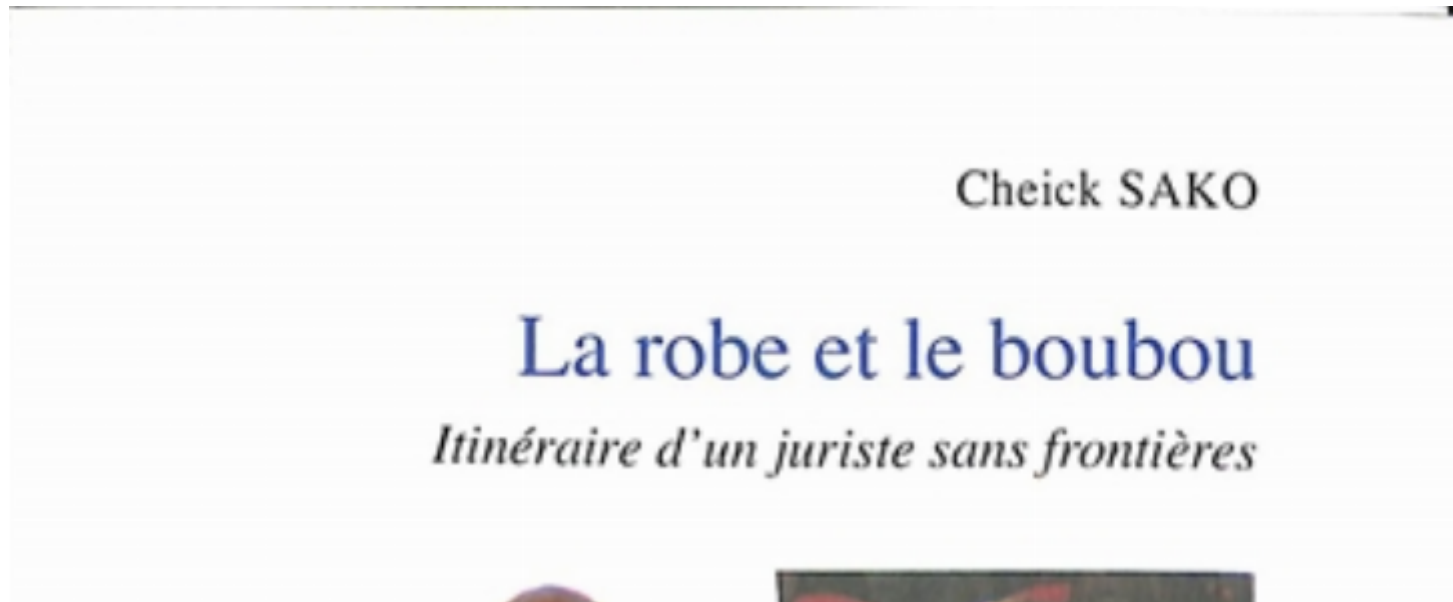 Cheick SAKO
La robe et le boubou
Itinéraire d'un juriste sans frontières